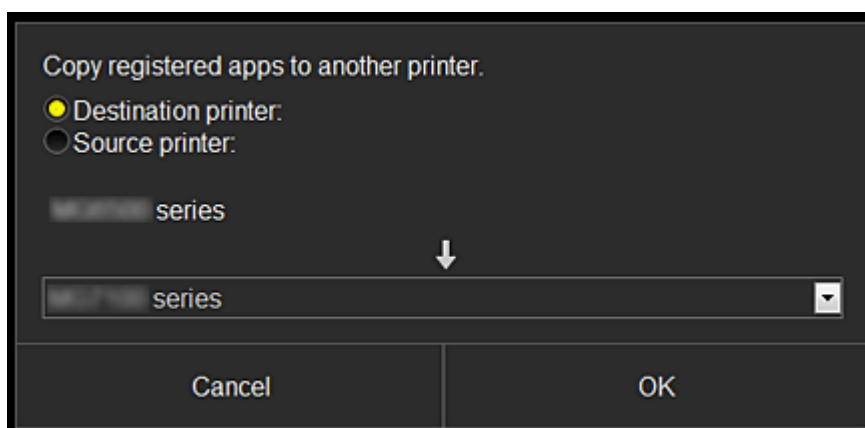 Copy registered apps to another printer.
Destination printer:
Source printer:
series
series
Cancel
OK